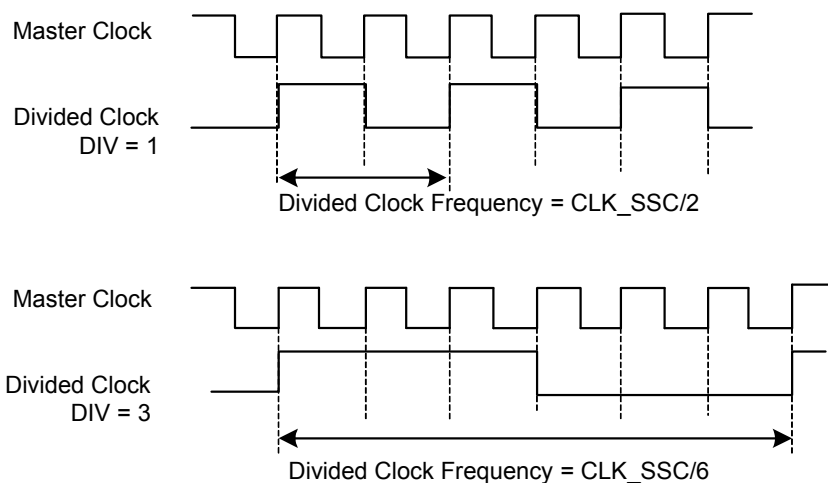 Master Clock
Divided Clock
DIV = 1
Divided Clock Frequency = CLK_SSC/2
Master Clock
Divided Clock
DIV = 3
Divided Clock Frequency = CLK_SSC/6